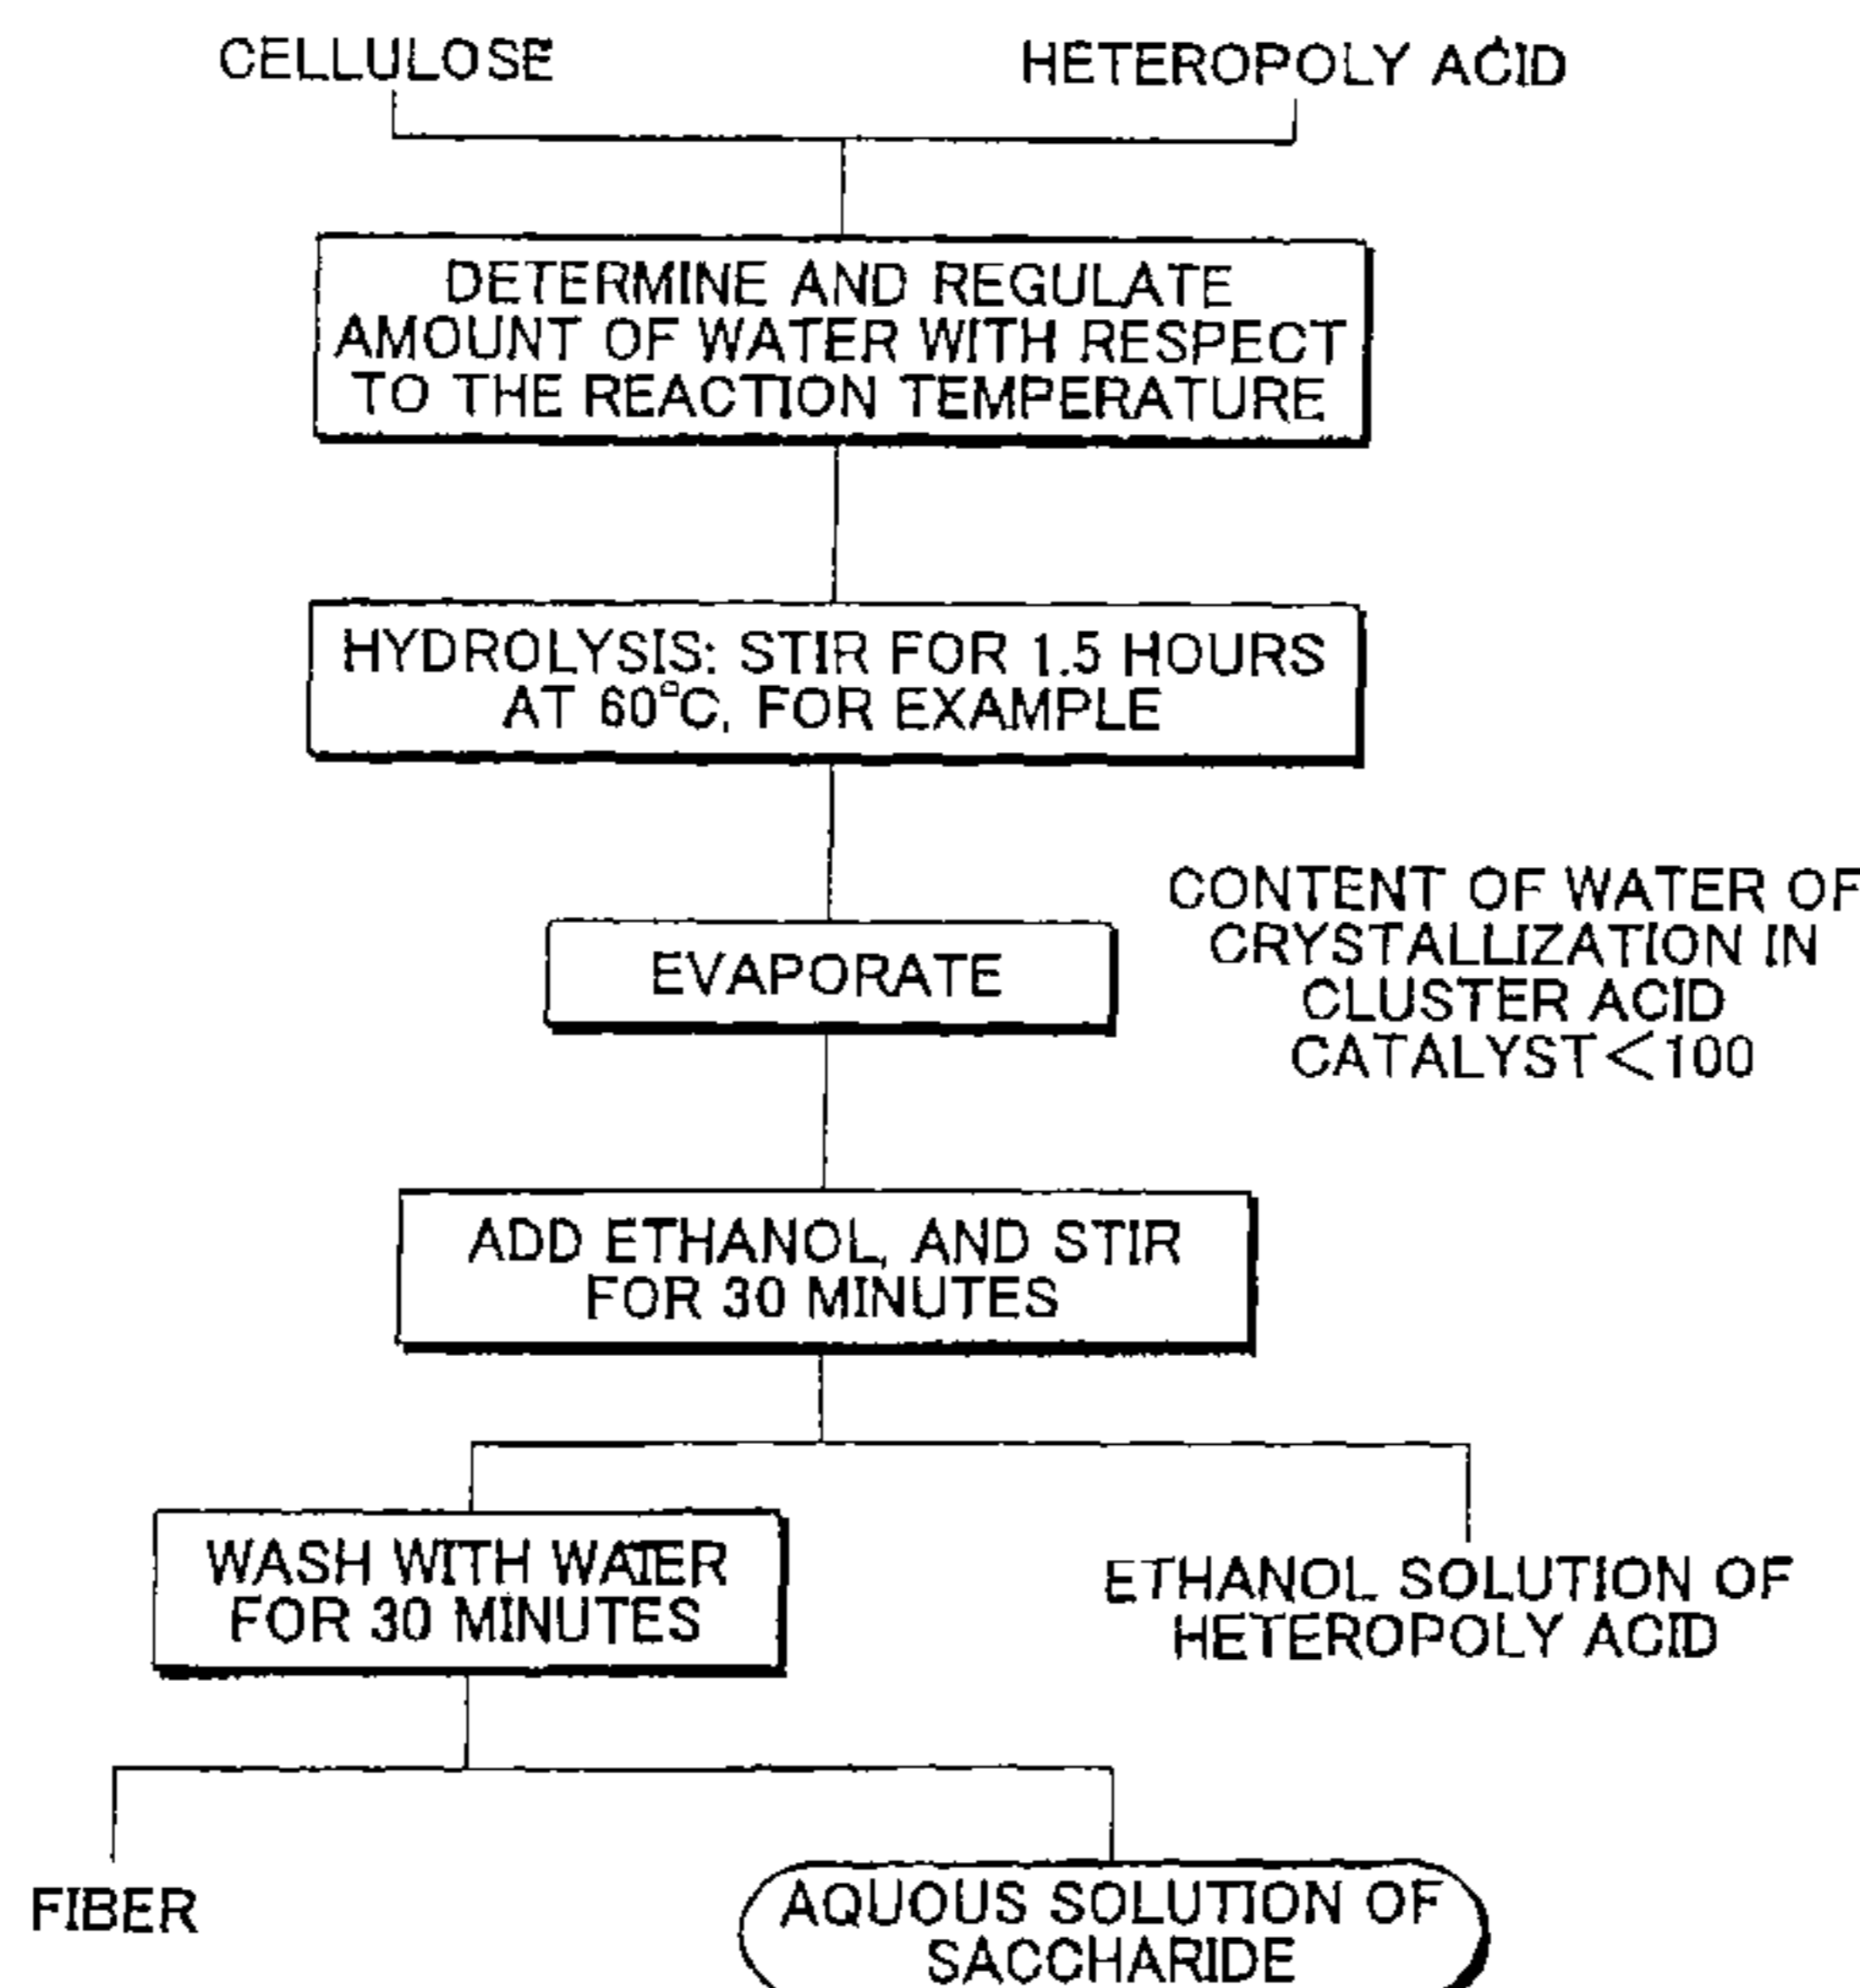 CELLULOSE
HETEROPOLY ACID
DETERMINE AND REGULATE
AMOUNT OF WATER WITH RESPECT
TO THE REACTION TEMPERATURE
HYDROLYSIS: STIR FOR 1.5 HOURS
AT 60°C, FOR EXAMPLE
EVAPORATE
CONTENT OF WATER OF
CRYSTALLIZATION IN
CLUSTER ACID
CATALYST<100
ADD ETHANOL, AND STIR
FOR 30 MINUTES
WASH WITH WATER
FOR 30 MINUTES
ETHANOL SOLUTION OF
HETEROPOLY ACID
FIBER
AQUOUS SOLUTION OF
SACCHARIDE